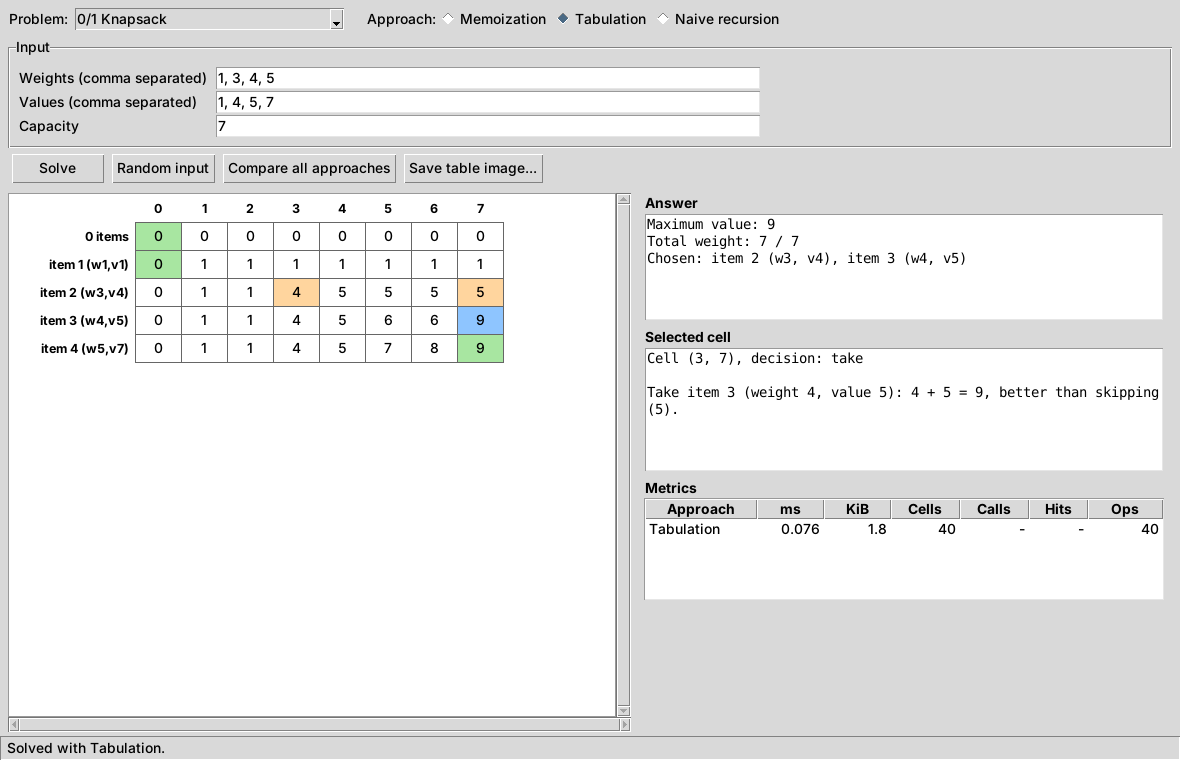 Problem: 0/1 Knapsack Approach: Memoization Tabulation Naive recursion
Input
Weights (comma separated) 1, 3, 4, 5
Values (comma separated) 1, 4, 5, 7
Capacity 7
Solve Random input Compare all approaches Save table image...
0 1 2 3 4 5 6 7
0 items 0 0 0 0 0 0 0 0
item 1 (w1,v1) 0 1 1 1 1 1 1 1
item 2 (w3,v4) 0 1 1 4 5 5 5 5
item 3 (w4,v5) 0 1 1 4 5 6 6 9
item 4 (w5,v7) 0 1 1 4 5 7 8 9
Answer
Maximum value: 9
Total weight: 7 / 7
Chosen: item 2 (w3, v4), item 3 (w4, v5)
Selected cell
Cell (3, 7), decision: take
Take item 3 (weight 4, value 5): 4 + 5 = 9, better than skipping
(5).
Metrics
Approach ms KiB Cells Calls Hits Ops
Tabulation 0.076 1.8 40 - - 40
Solved with Tabulation.